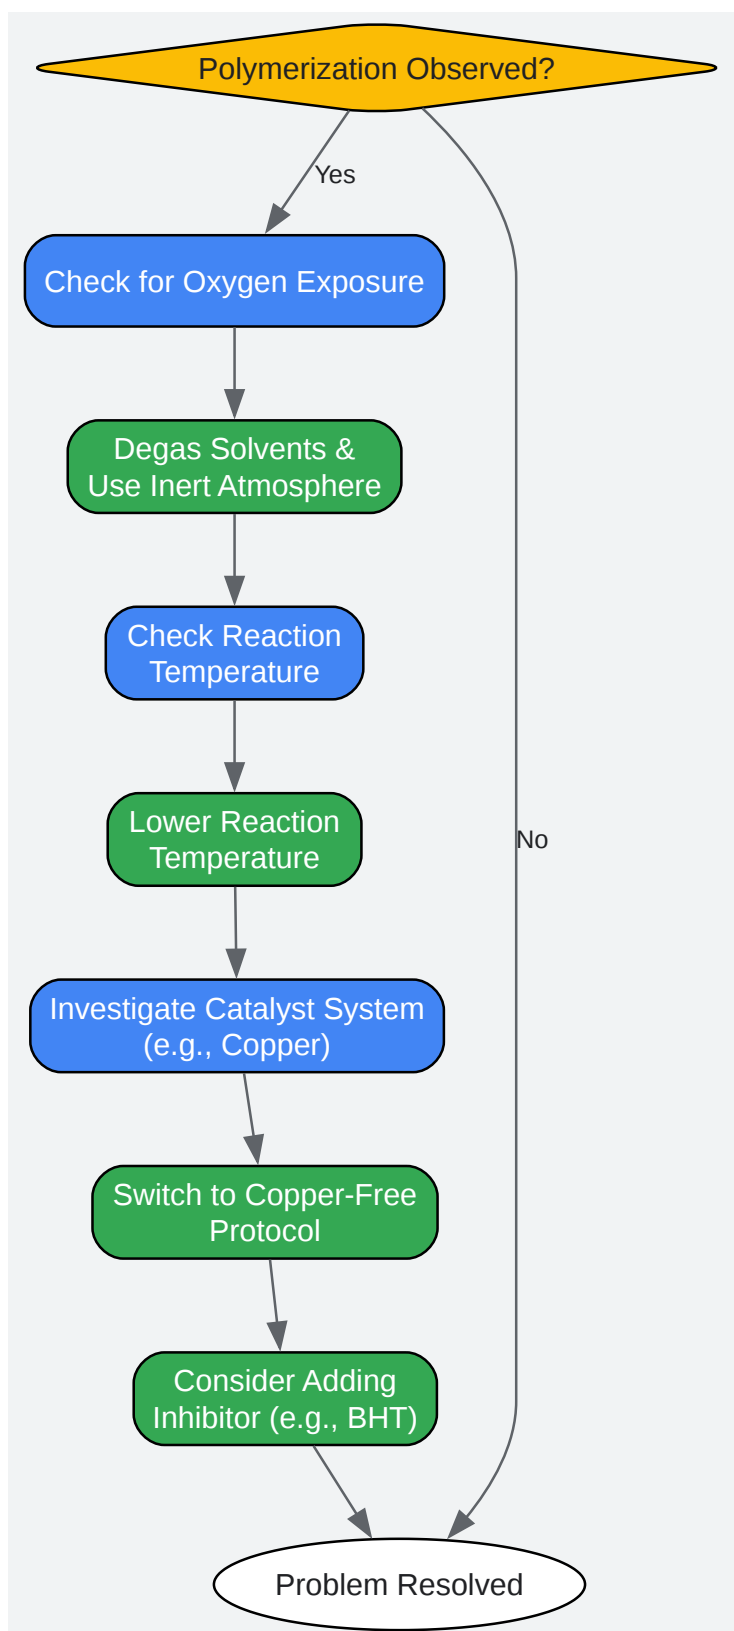 Polymerization Observed?
Yes
Check for Oxygen Exposure
Degas Solvents &
Use Inert Atmosphere
Check Reaction
Temperature
Lower Reaction
Temperature
No
Investigate Catalyst System
(e.g., Copper)
Switch to Copper-Free
Protocol
Consider Adding
Inhibitor (e.g., BHT)
Problem Resolved